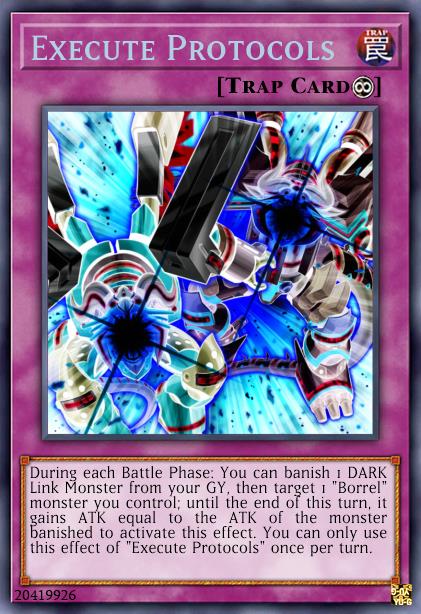 Execute Protocols
TRAP
罠
[Trap Card]
During each Battle Phase: You can banish 1 DARK
Link Monster from your GY, then target 1 "Borrel"
monster you control; until the end of this turn, it
gains ATK equal to the ATK of the monster
banished to activate this effect. You can only use
this effect of "Execute Protocols" once per turn.
20419926